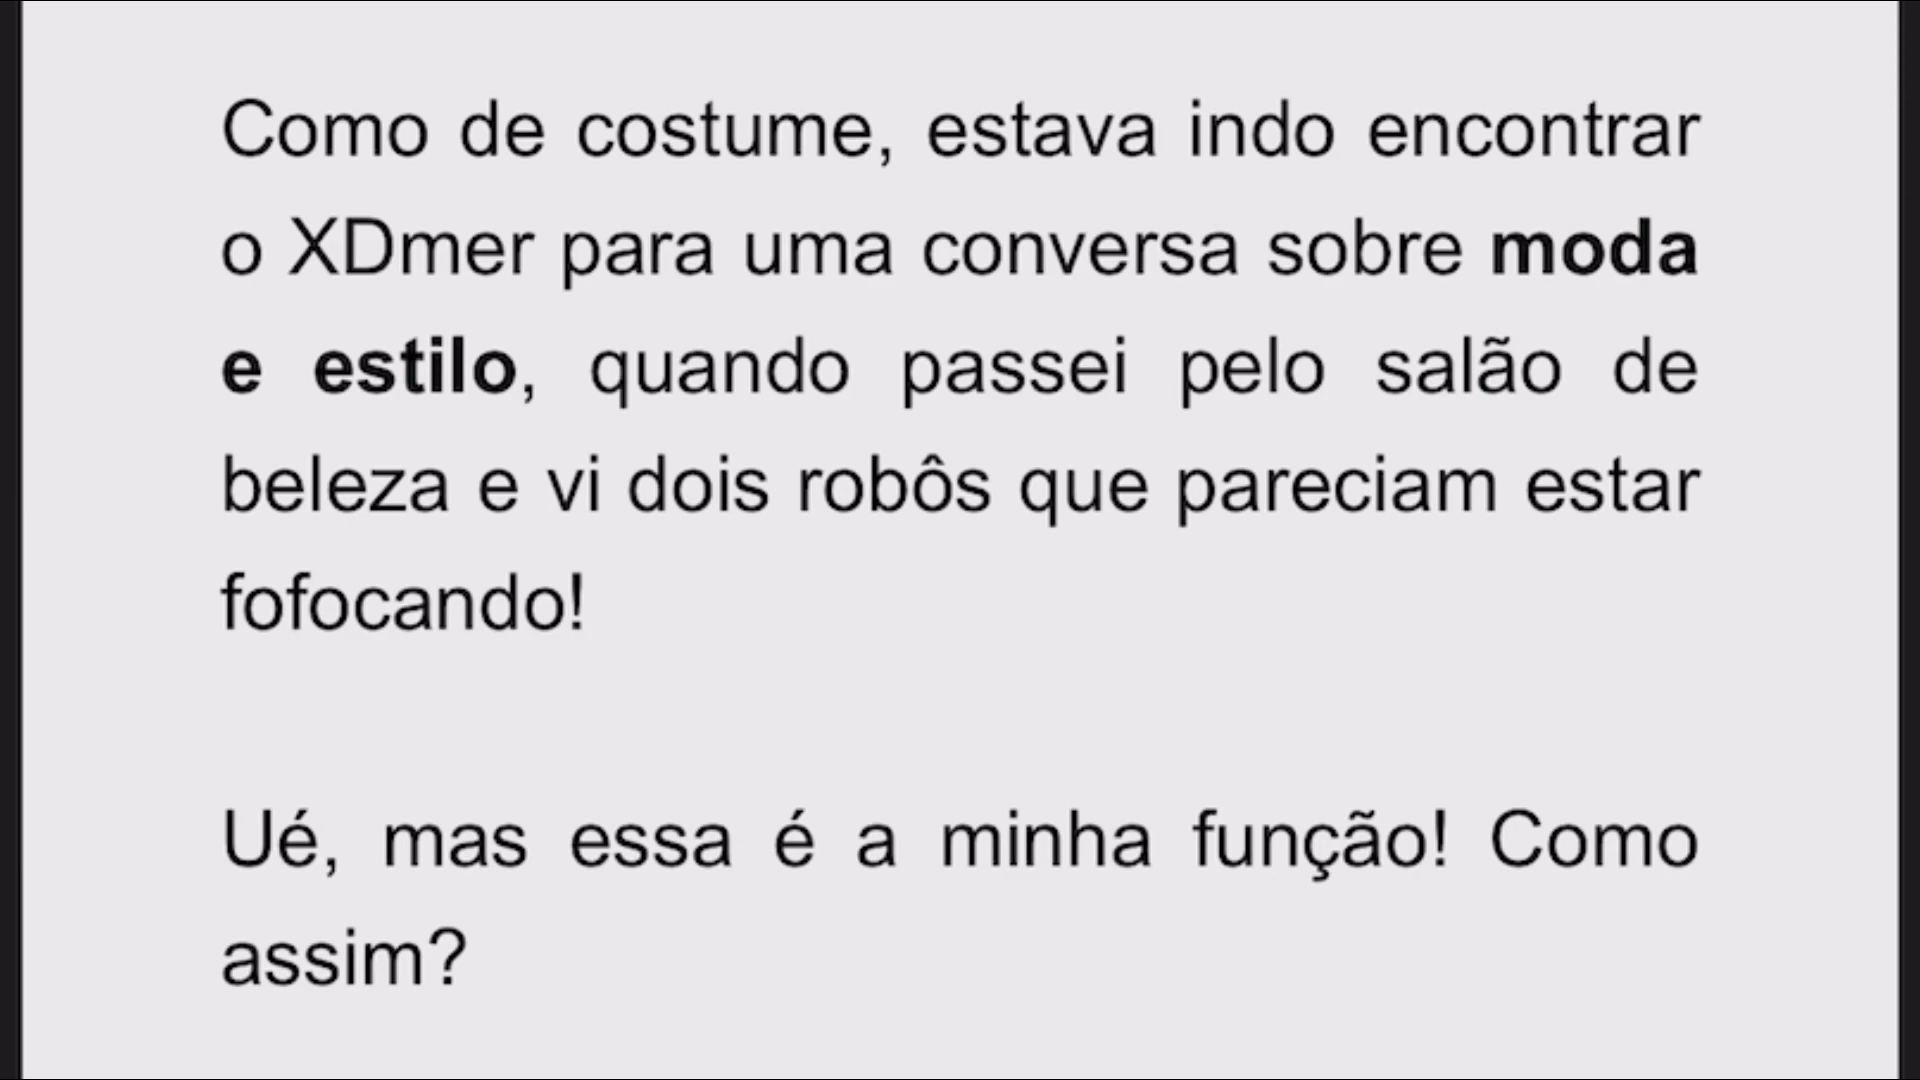 Como de costume, estava indo encontrar
o XDmer para uma conversa sobre moda
e estilo, quando passei pelo salão de
beleza e vi dois robôs que pareciam estar
fofocando!
Ué, mas essa é a minha função! Como
assim?